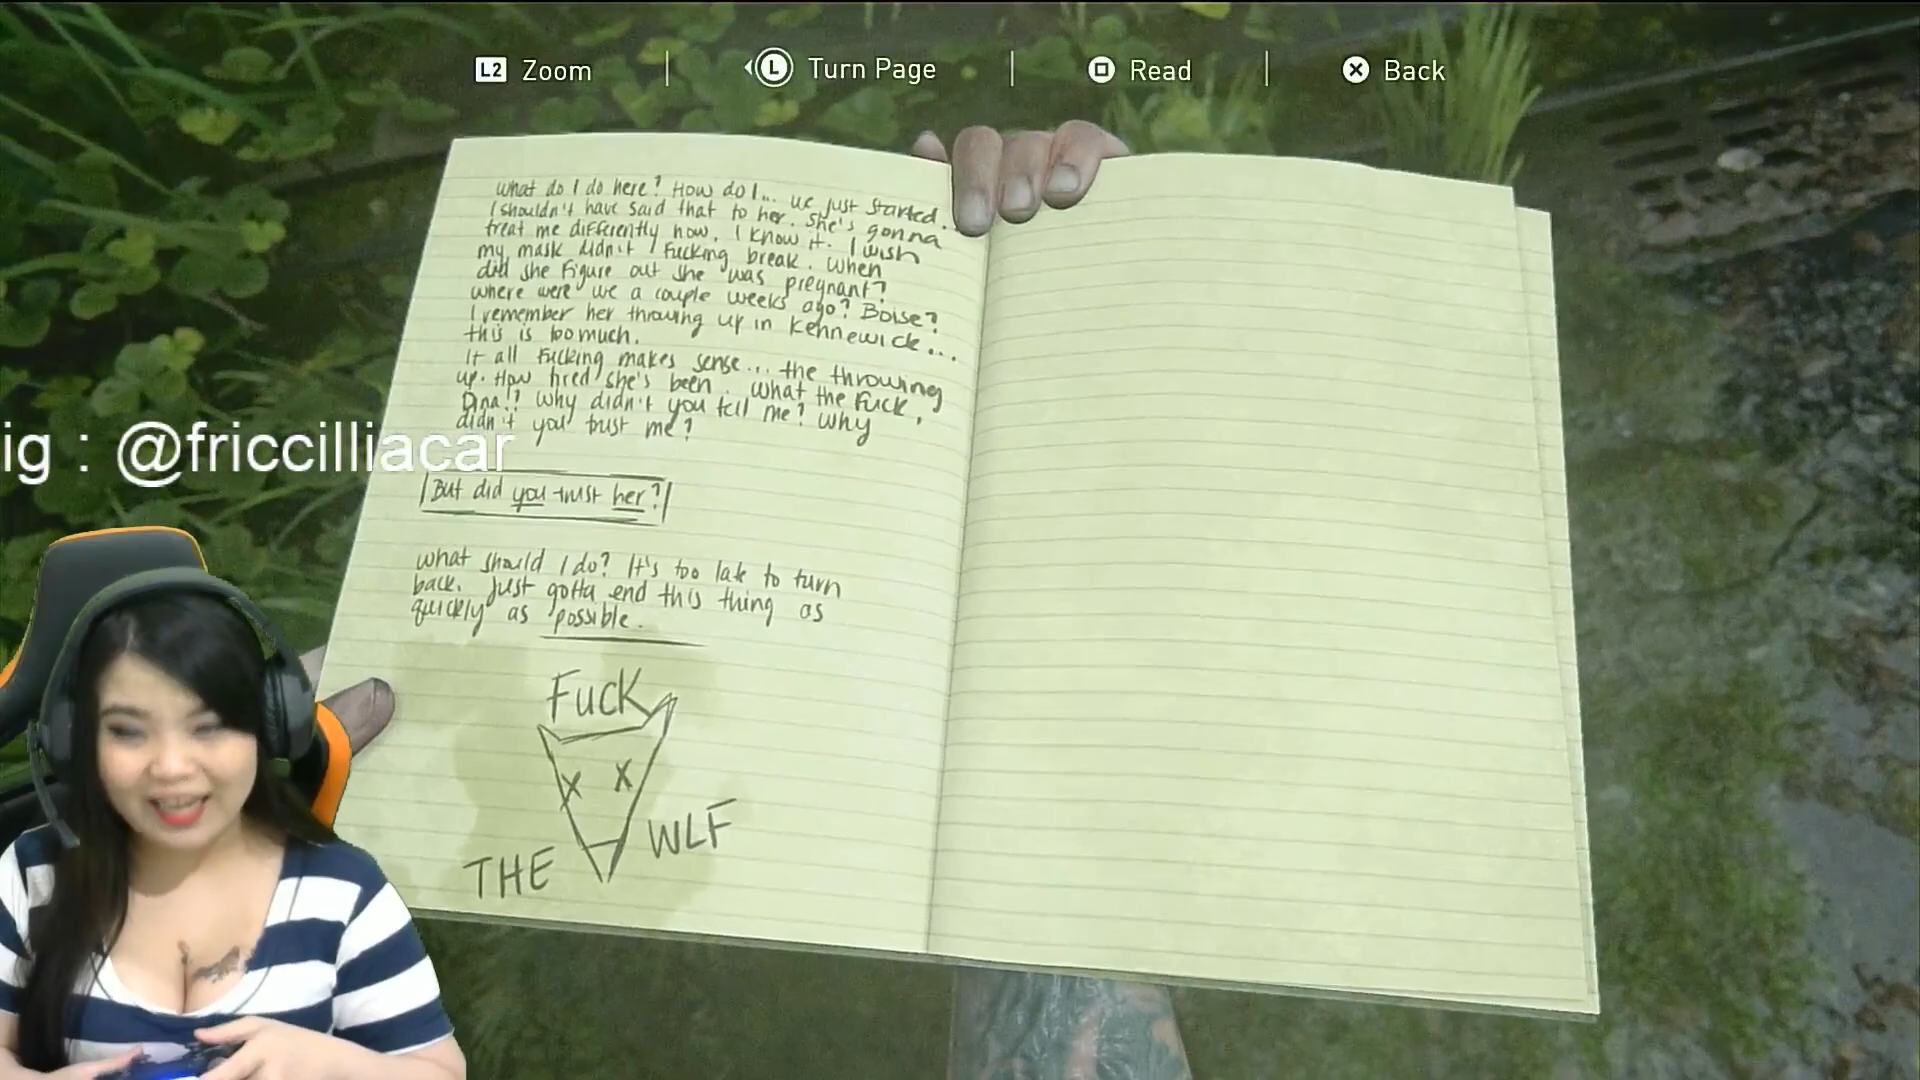 L2 Zoom L Turn Page Read Back
What do I do here? How do I... we just started.
I shouldn't have said that to her. She's gonna
treat me differently now. I know it. I wish
my mask didn't fucking break. When
did she figure out she was pregnant?
where were we a couple weeks ago? Boise?
I remember her throwing up in Kennewick...
this is too much.
It all fucking makes sense... the throwing
up. How tired she's been. What the fuck,
Dina!? Why didn't you tell me? Why
didn't you trust me?
ig : @friccilliacar
But did you trust her?
what should I do? It's too late to turn
back. Just gotta end this thing as
quickly as possible.
Fuck
THE WLF